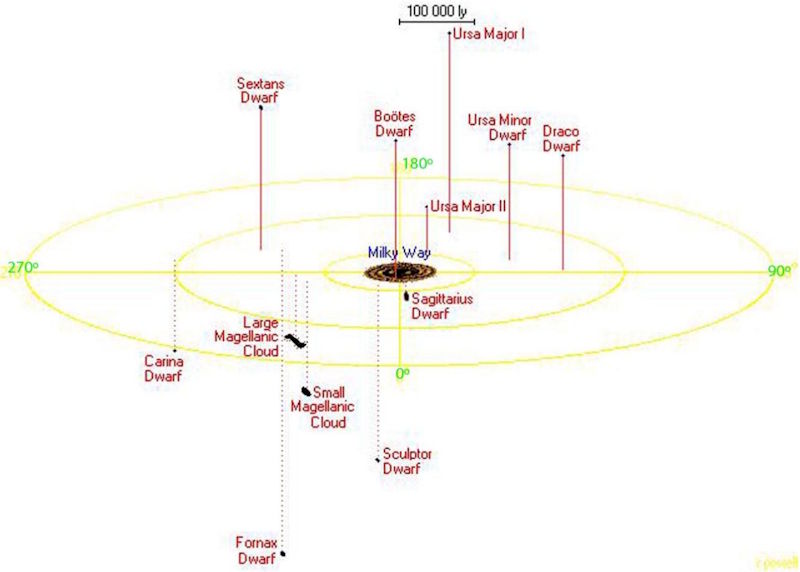 100 000 ly
Ursa Major I
Sextans
Dwarf
Boötes
Dwarf
Ursa Minor
Dwarf
Draco
Dwarf
180º
Ursa Major II
Milky Way
270º
90º
Sagittarius
Dwarf
Large
Magellanic
Cloud
Carina
Dwarf
0º
Small
Magellanic
Cloud
Sculptor
Dwarf
Fornax
Dwarf
r powell